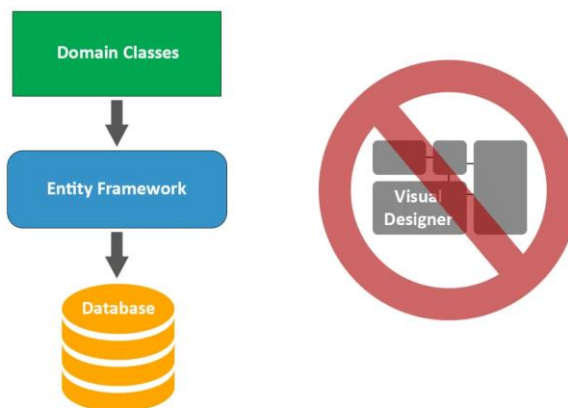 Domain Classes
Entity Framework
Database
Visual
Designer